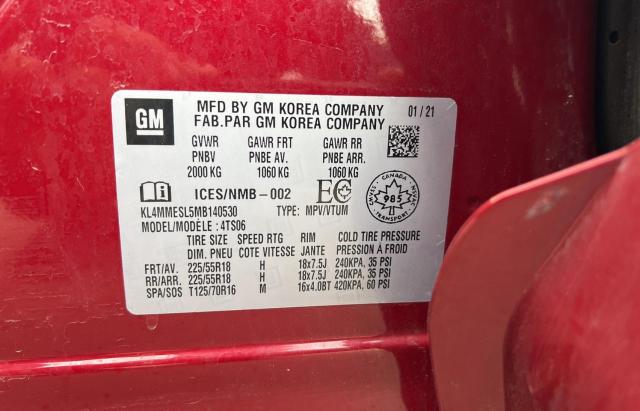 GM
MFD BY GM KOREA COMPANY 01/21
FAB.PAR GM KOREA COMPANY
GVWR GAWR FRT GAWR RR
PNBV PNBE AV. PNBE ARR.
2000 KG 1060 KG 1060 KG
i ICES/NMB-002 EC
CANADA
985
TRANSPORT
KL4MMESL5MB140530 TYPE: MPV/VTUM
MODEL/MODÈLE: 4TS06
TIRE SIZE SPEED RTG RIM COLD TIRE PRESSURE
DIM. PNEU COTE VITESSE JANTE PRESSION À FROID
FRT/AV. 225/55R18 H 18x7.5J 240KPA, 35 PSI
RR/ARR. 225/55R18 H 18x7.5J 240KPA, 35 PSI
SPA/SOS T125/70R16 M 16x4.0BT 420KPA, 60 PSI